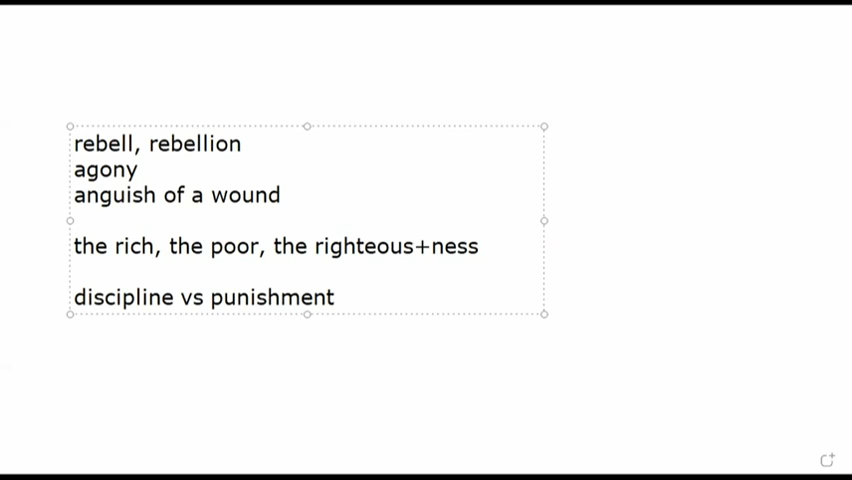 rebell, rebellion
agony
anguish of a wound
the rich, the poor, the righteous+ness
discipline vs punishment